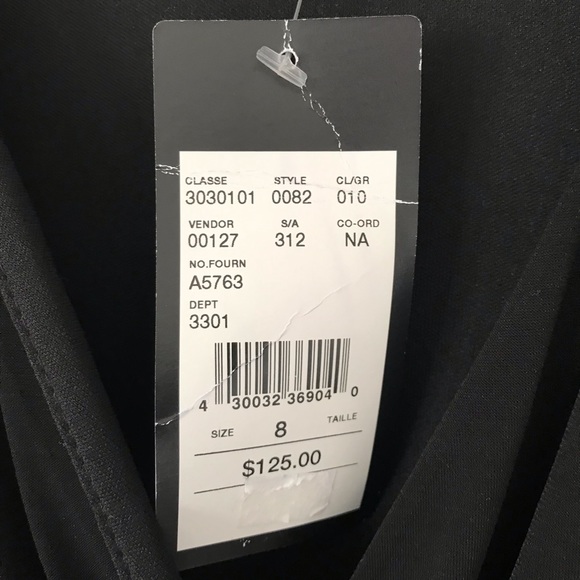 CLASSE STYLE CL/GR
3030101 0082 010
VENDOR S/A CO-ORD
00127 312 NA
NO.FOURN
A5763
DEPT
3301
4 30032 36904 0
SIZE 8 TAILLE
$125.00